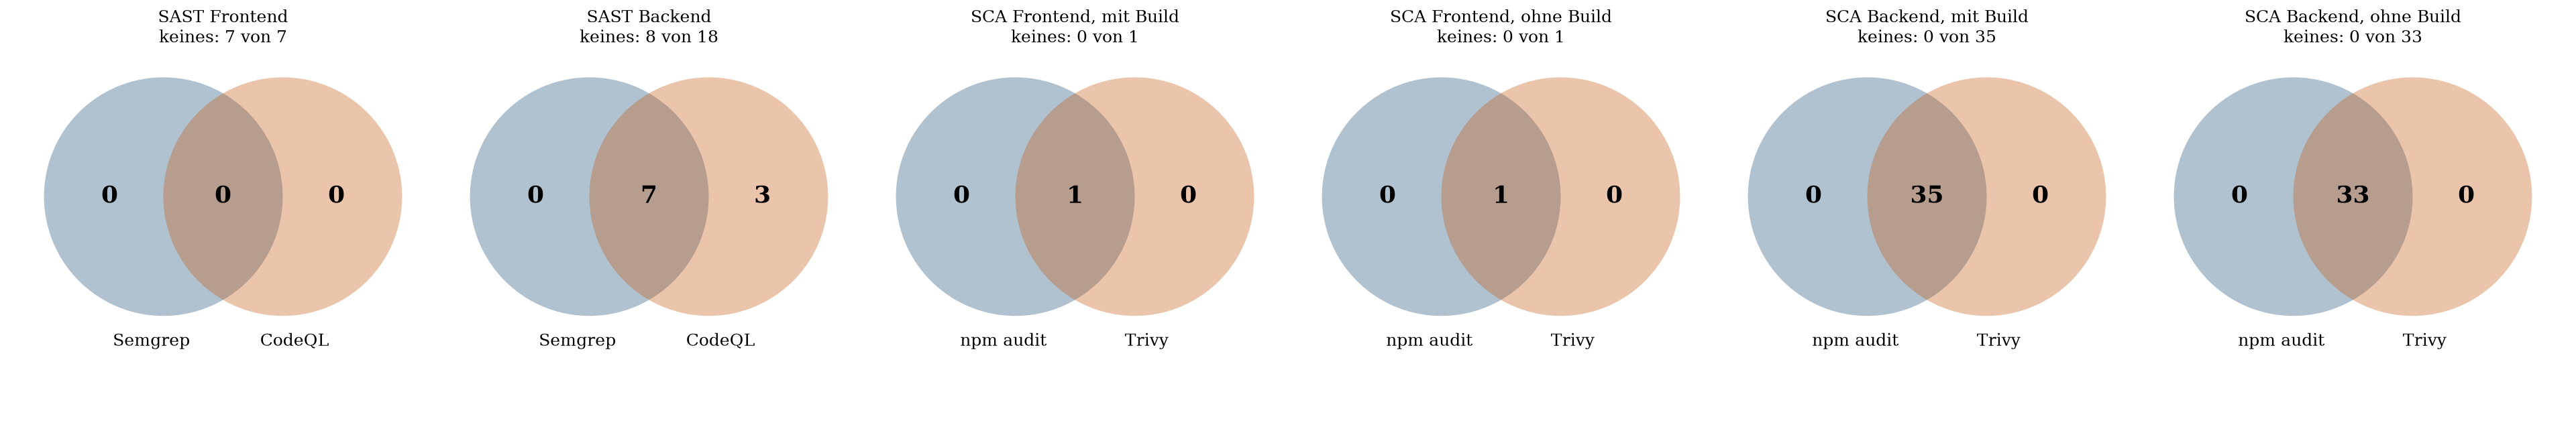 SAST Frontend
keines: 7 von 7
0
0
0
Semgrep
CodeQL
SAST Backend
keines: 8 von 18
0
7
3
Semgrep
CodeQL
SCA Frontend, mit Build
keines: 0 von 1
0
1
0
npm audit
Trivy
SCA Frontend, ohne Build
keines: 0 von 1
0
1
0
npm audit
Trivy
SCA Backend, mit Build
keines: 0 von 35
0
35
0
npm audit
Trivy
SCA Backend, ohne Build
keines: 0 von 33
0
33
0
npm audit
Trivy